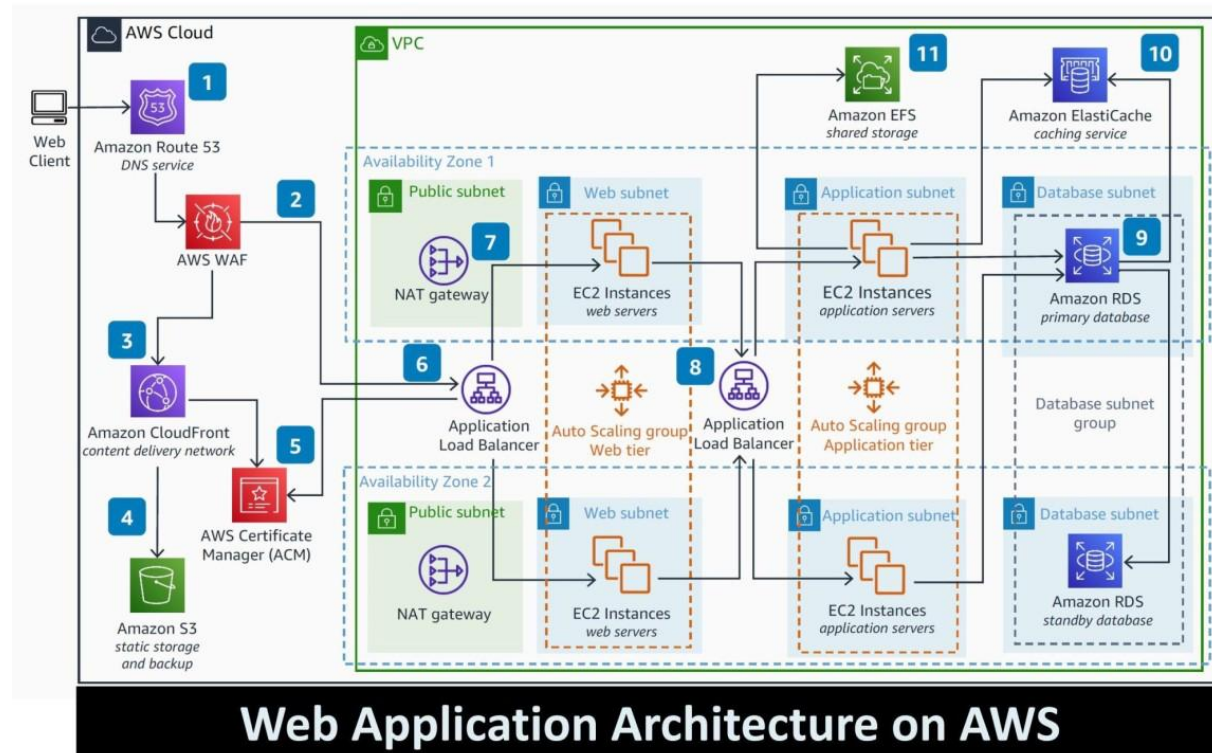 AWS Cloud
VPC
1
11
10
53
Web
Client
Amazon Route 53
DNS service
Amazon EFS
shared storage
Amazon ElastiCache
caching service
2
AWS WAF
Availability Zone 1
Public subnet
Web subnet
Application subnet
Database subnet
7
9
NAT gateway
EC2 Instances
web servers
EC2 Instances
application servers
Amazon RDS
primary database
3
6
8
Amazon CloudFront
content delivery network
Application
Load Balancer
Auto Scaling group
Web tier
Application
Load Balancer
Auto Scaling group
Application tier
Database subnet
group
5
4
AWS Certificate
Manager (ACM)
Availability Zone 2
Public subnet
Web subnet
Application subnet
Database subnet
NAT gateway
EC2 Instances
web servers
EC2 Instances
application servers
Amazon RDS
standby database
Amazon S3
static storage
and backup
Web Application Architecture on AWS